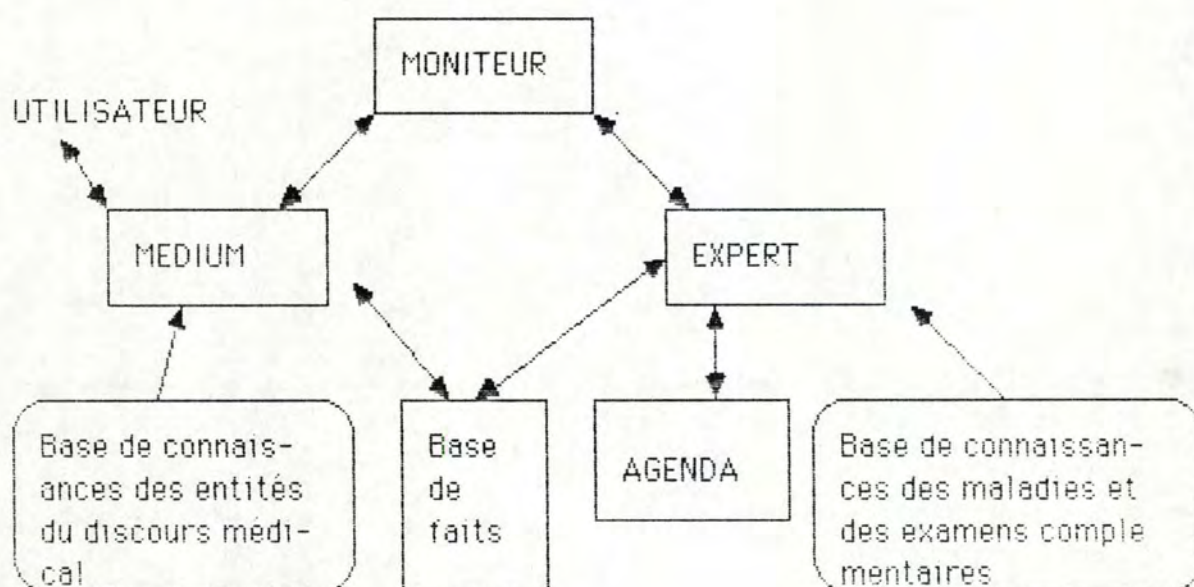 MONITEUR
UTILISATEUR
MEDIUM
EXPERT
Base de connais-
ances des entités
du discours médi-
cal
Base
de
faits
AGENDA
Base de connaissan-
ces des maladies et
des examens comple
mentaires